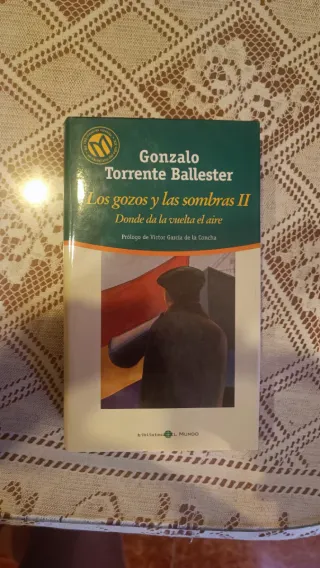 Gonzalo
Torrente Ballester
Los gozos y las sombras II
Donde da la vuelta el aire
Prólogo de Víctor García de la Concha
BIBLIOTECA EL MUNDO